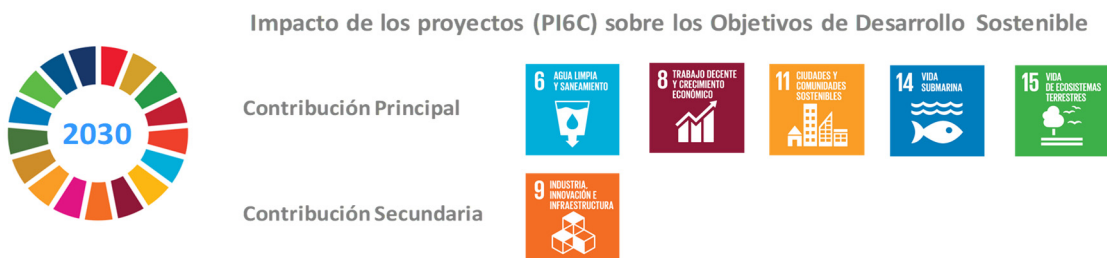 Impacto de los proyectos (PI6C) sobre los Objetivos de Desarrollo Sostenible
2030
Contribución Principal
6 AGUA LIMPIA
Y SANEAMIENTO
8 TRABAJO DECENTE
Y CRECIMIENTO
ECONÓMICO
11 CIUDADES Y
COMUNIDADES
SOSTENIBLES
14 VIDA
SUBMARINA
15 VIDA
DE ECOSISTEMAS
TERRESTRES
Contribución Secundaria
9 INDUSTRIA,
INNOVACIÓN E
INFRAESTRUCTURA